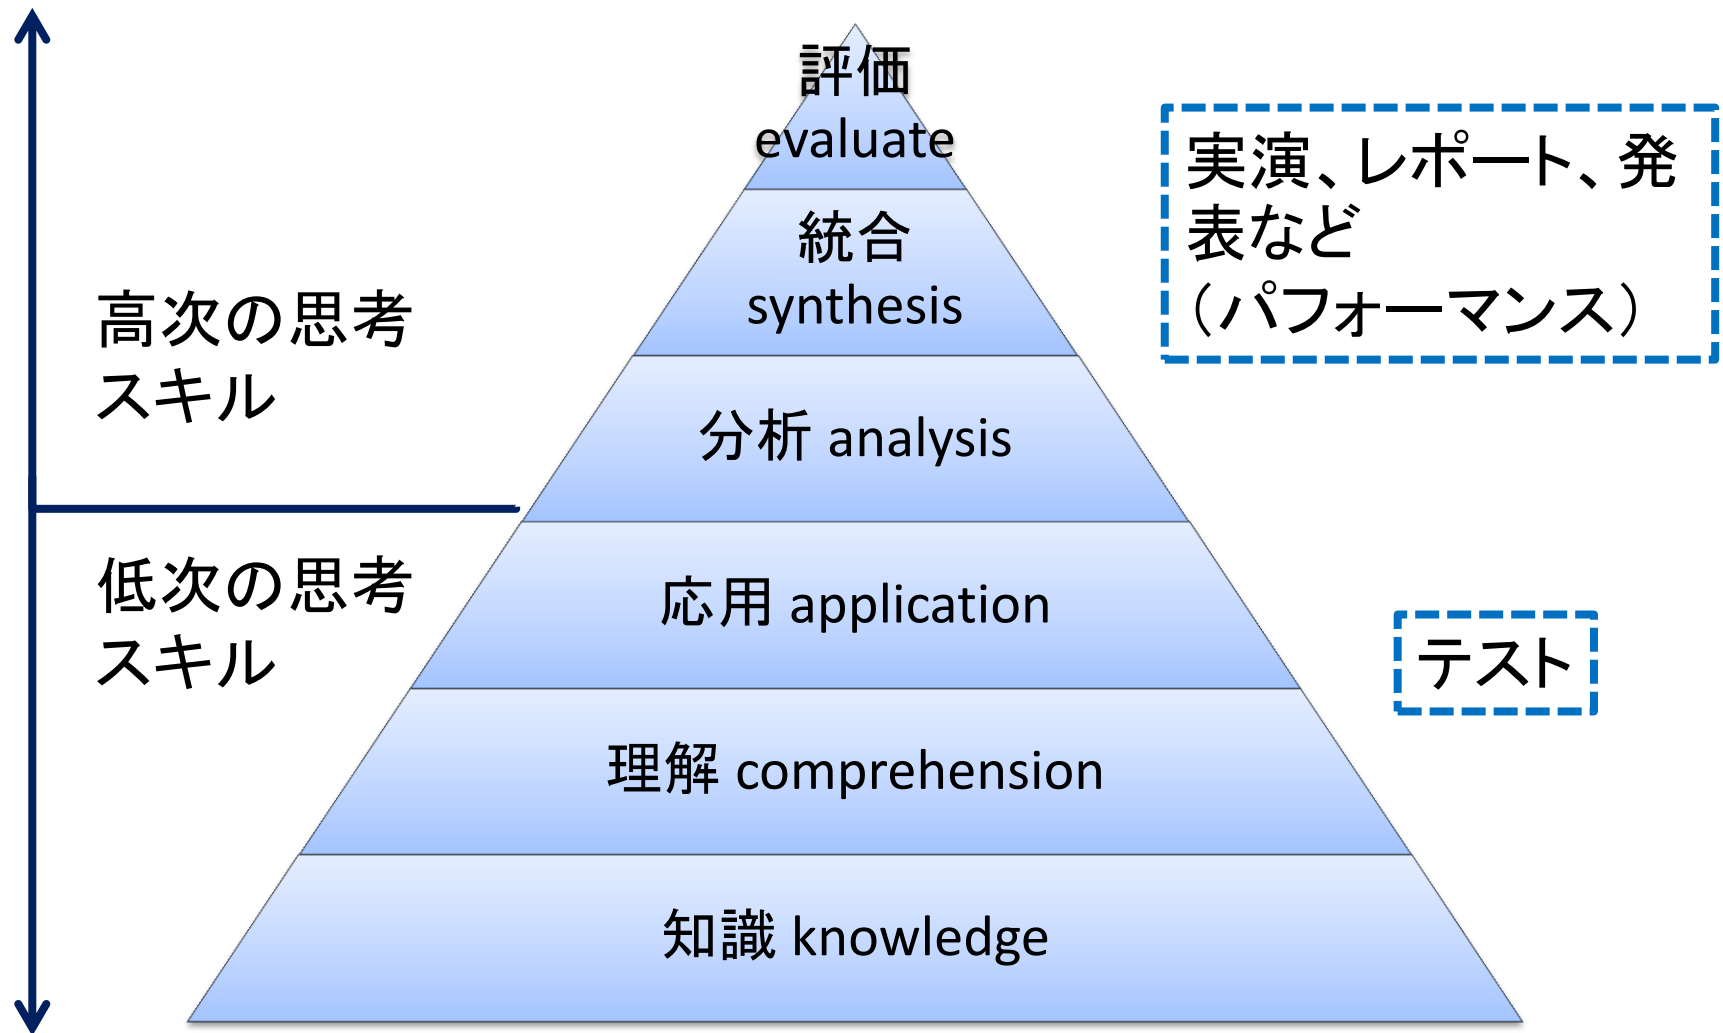 評価
evaluate
統合
synthesis
分析 analysis
応用 application
理解 comprehension
知識 knowledge
高次の思考
スキル
低次の思考
スキル
実演、レポート、発
表など
（パフォーマンス）
テスト